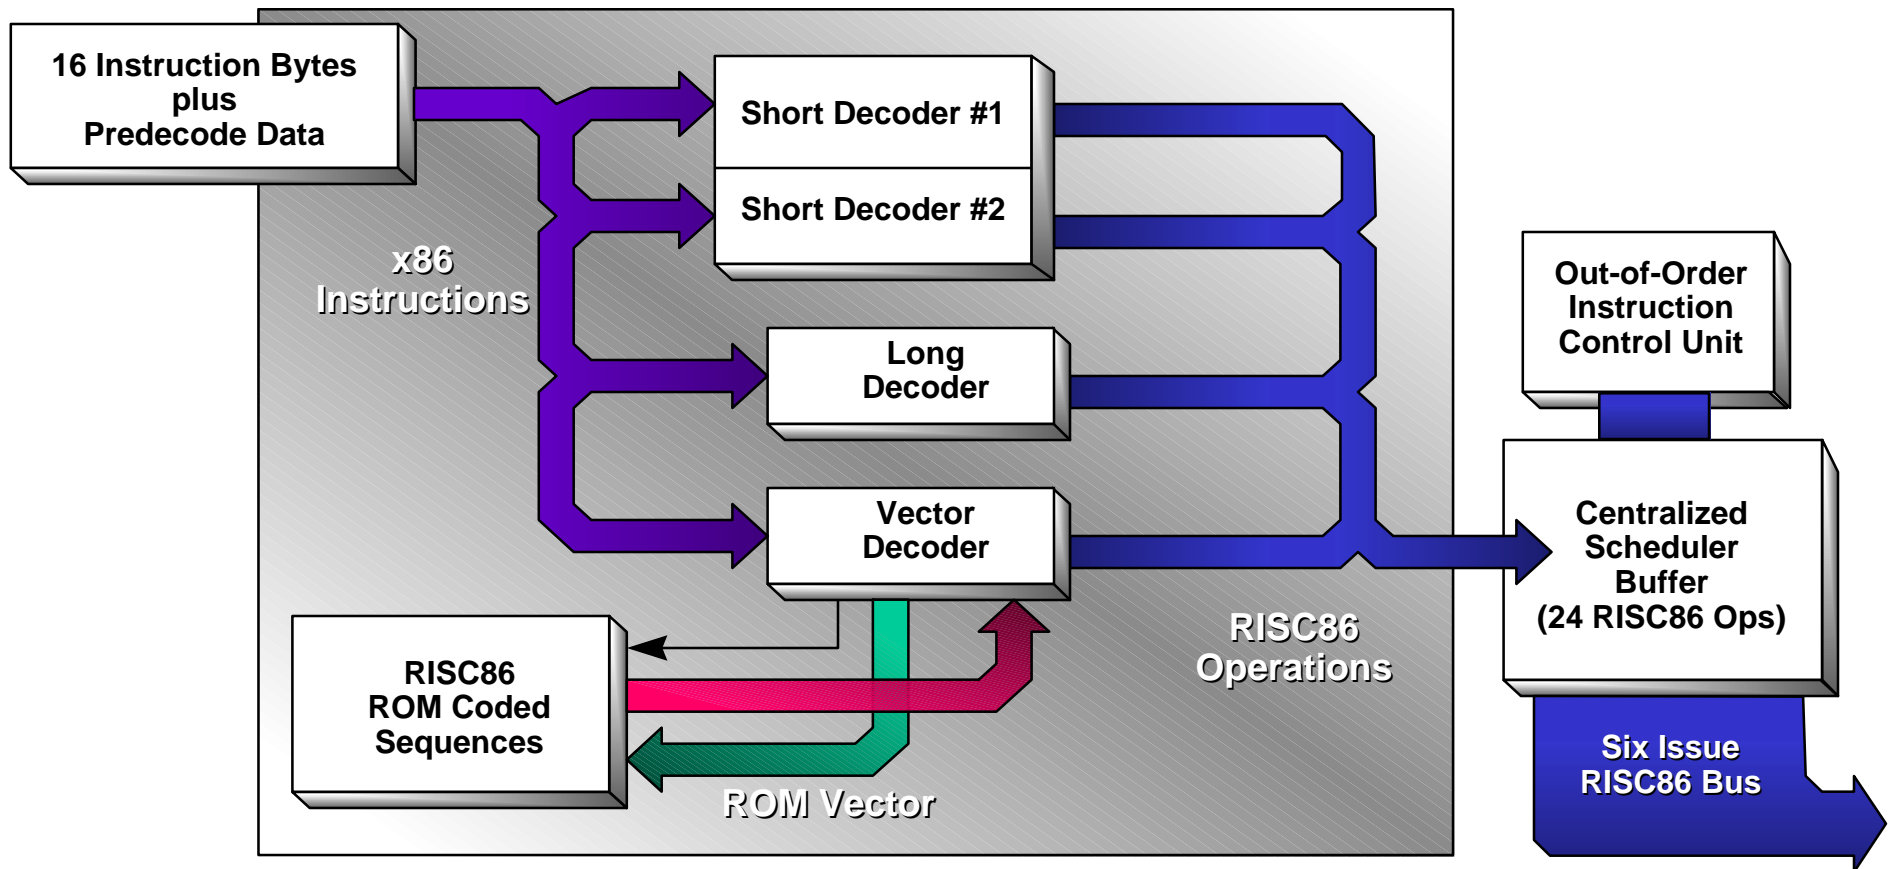 16 Instruction Bytes
plus
Predecode Data
Short Decoder #1
Short Decoder #2
x86
Instructions
Long
Decoder
Vector
Decoder
RISC86
ROM Coded
Sequences
ROM Vector
RISC86
Operations
Out-of-Order
Instruction
Control Unit
Centralized
Scheduler
Buffer
(24 RISC86 Ops)
Six Issue
RISC86 Bus